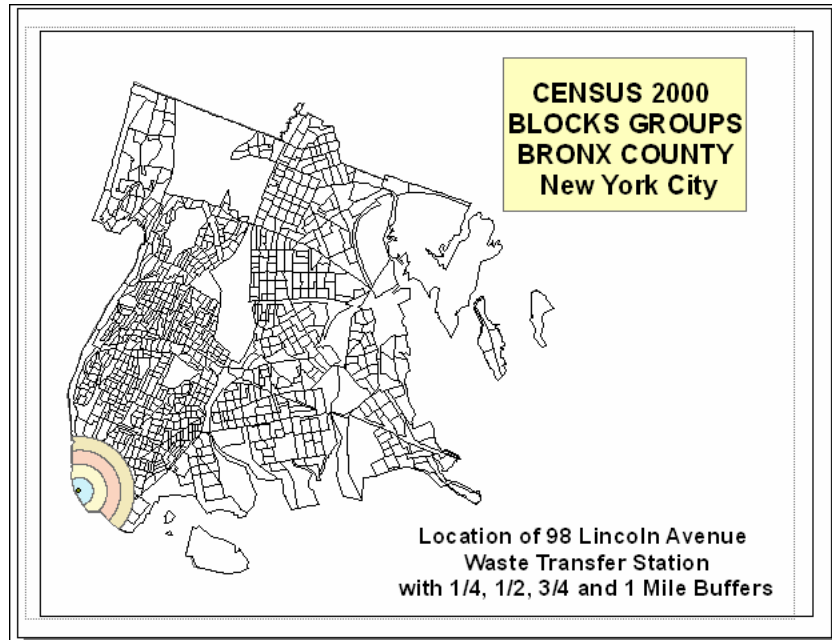 CENSUS 2000
BLOCKS GROUPS
BRONX COUNTY
New York City
Location of 98 Lincoln Avenue
Waste Transfer Station
with 1/4, 1/2, 3/4 and 1 Mile Buffers